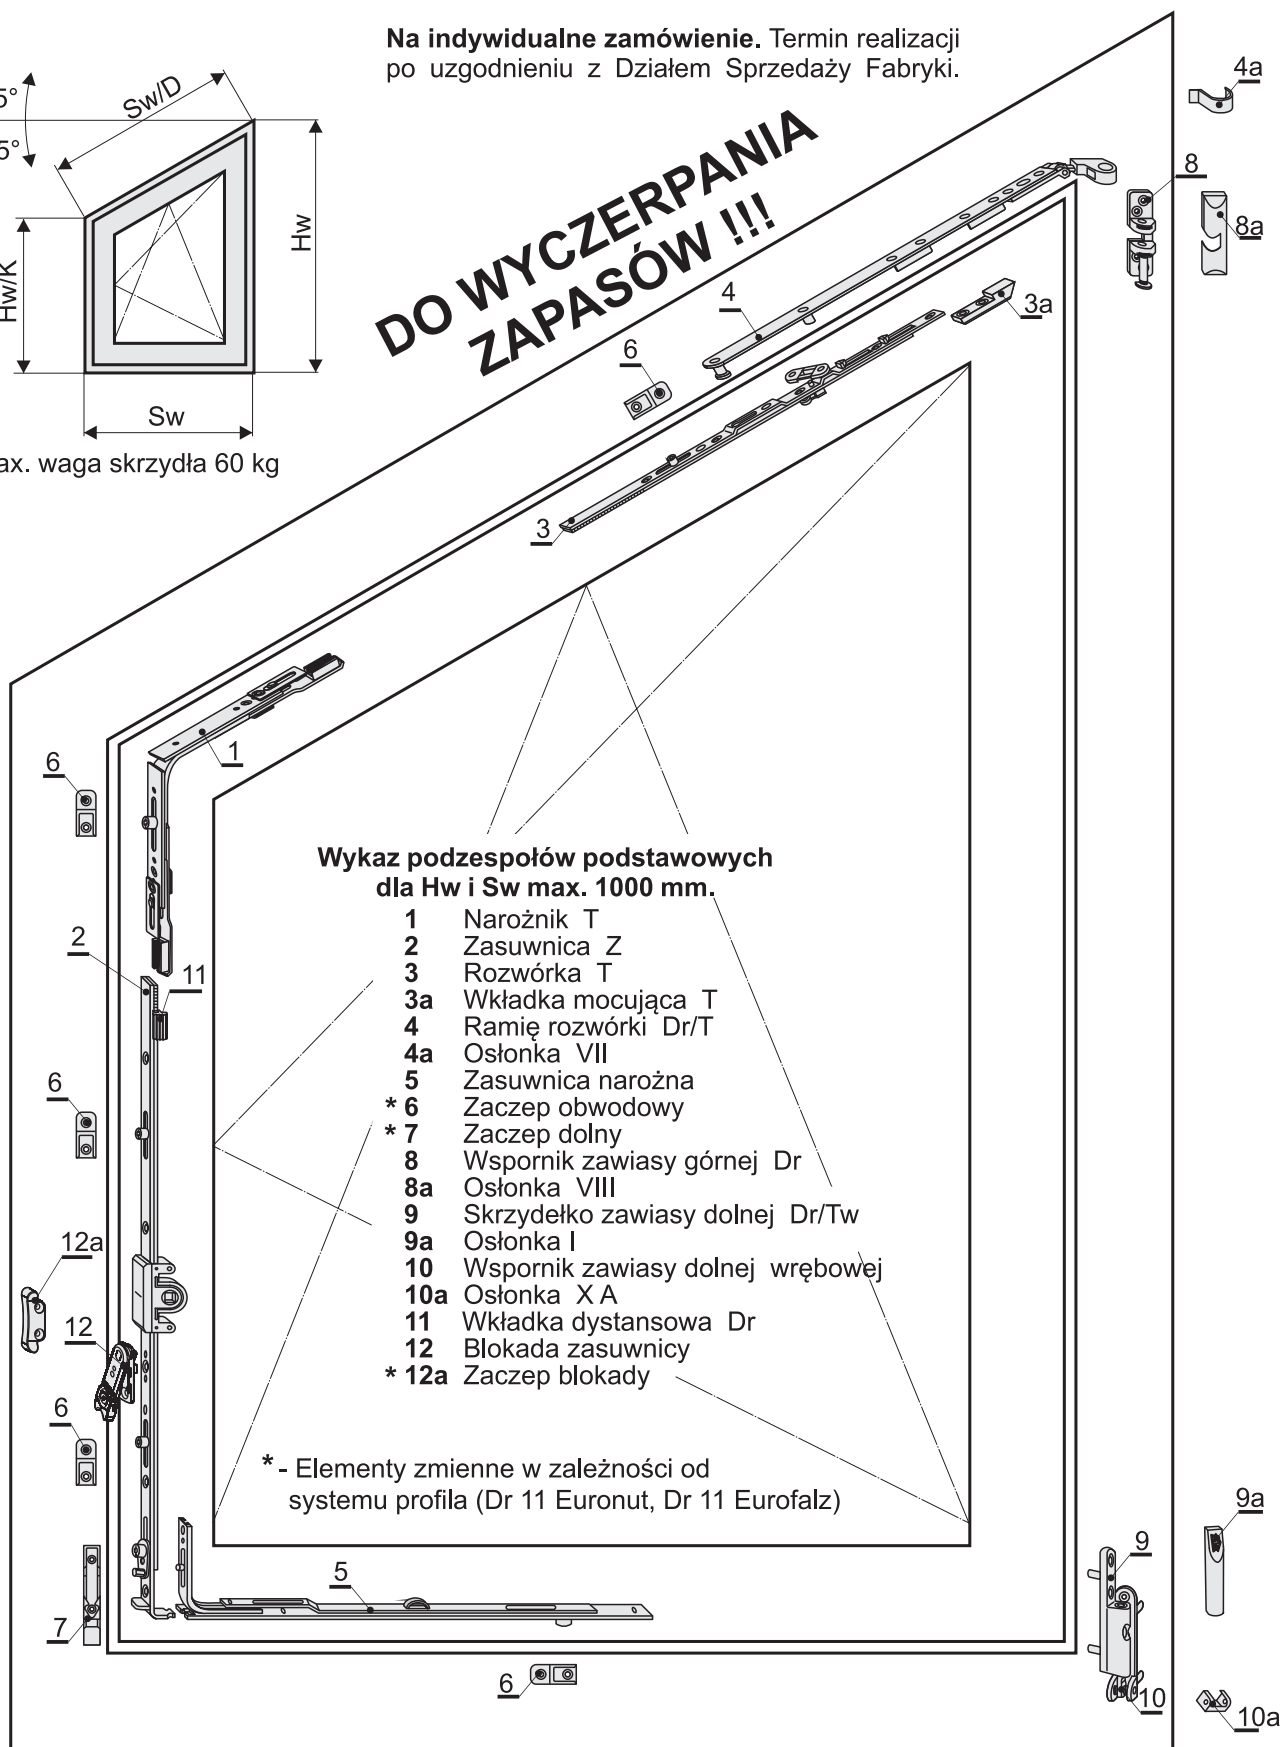 Na indywidualne zamówienie. Termin realizacji
po uzgodnieniu z Działem Sprzedaży Fabryki.
5°
5°
Sw/D
Hw
Hw/K
Sw
ax. waga skrzydła 60 kg
DO WYCZERPANIA
ZAPASÓW !!!
4a
8
8a
4
3a
6
3
1
6
2
11
6
12a
12
6
7
5
6
9
9a
10
10a
Wykaz podzespołów podstawowych
dla Hw i Sw max. 1000 mm.
1 Narożnik T
2 Zasuwnica Z
3 Rozwórka T
3a Wkładka mocująca T
4 Ramię rozwórki Dr/T
4a Osłonka VII
5 Zasuwnica narożna
* 6 Zaczep obwodowy
* 7 Zaczep dolny
8 Wspornik zawiasy górnej Dr
8a Osłonka VIII
9 Skrzydełko zawiasy dolnej Dr/Tw
9a Osłonka I
10 Wspornik zawiasy dolnej wrębowej
10a Osłonka X A
11 Wkładka dystansowa Dr
12 Blokada zasuwnicy
* 12a Zaczep blokady
* - Elementy zmienne w zależności od
systemu profila (Dr 11 Euronut, Dr 11 Eurofalz)